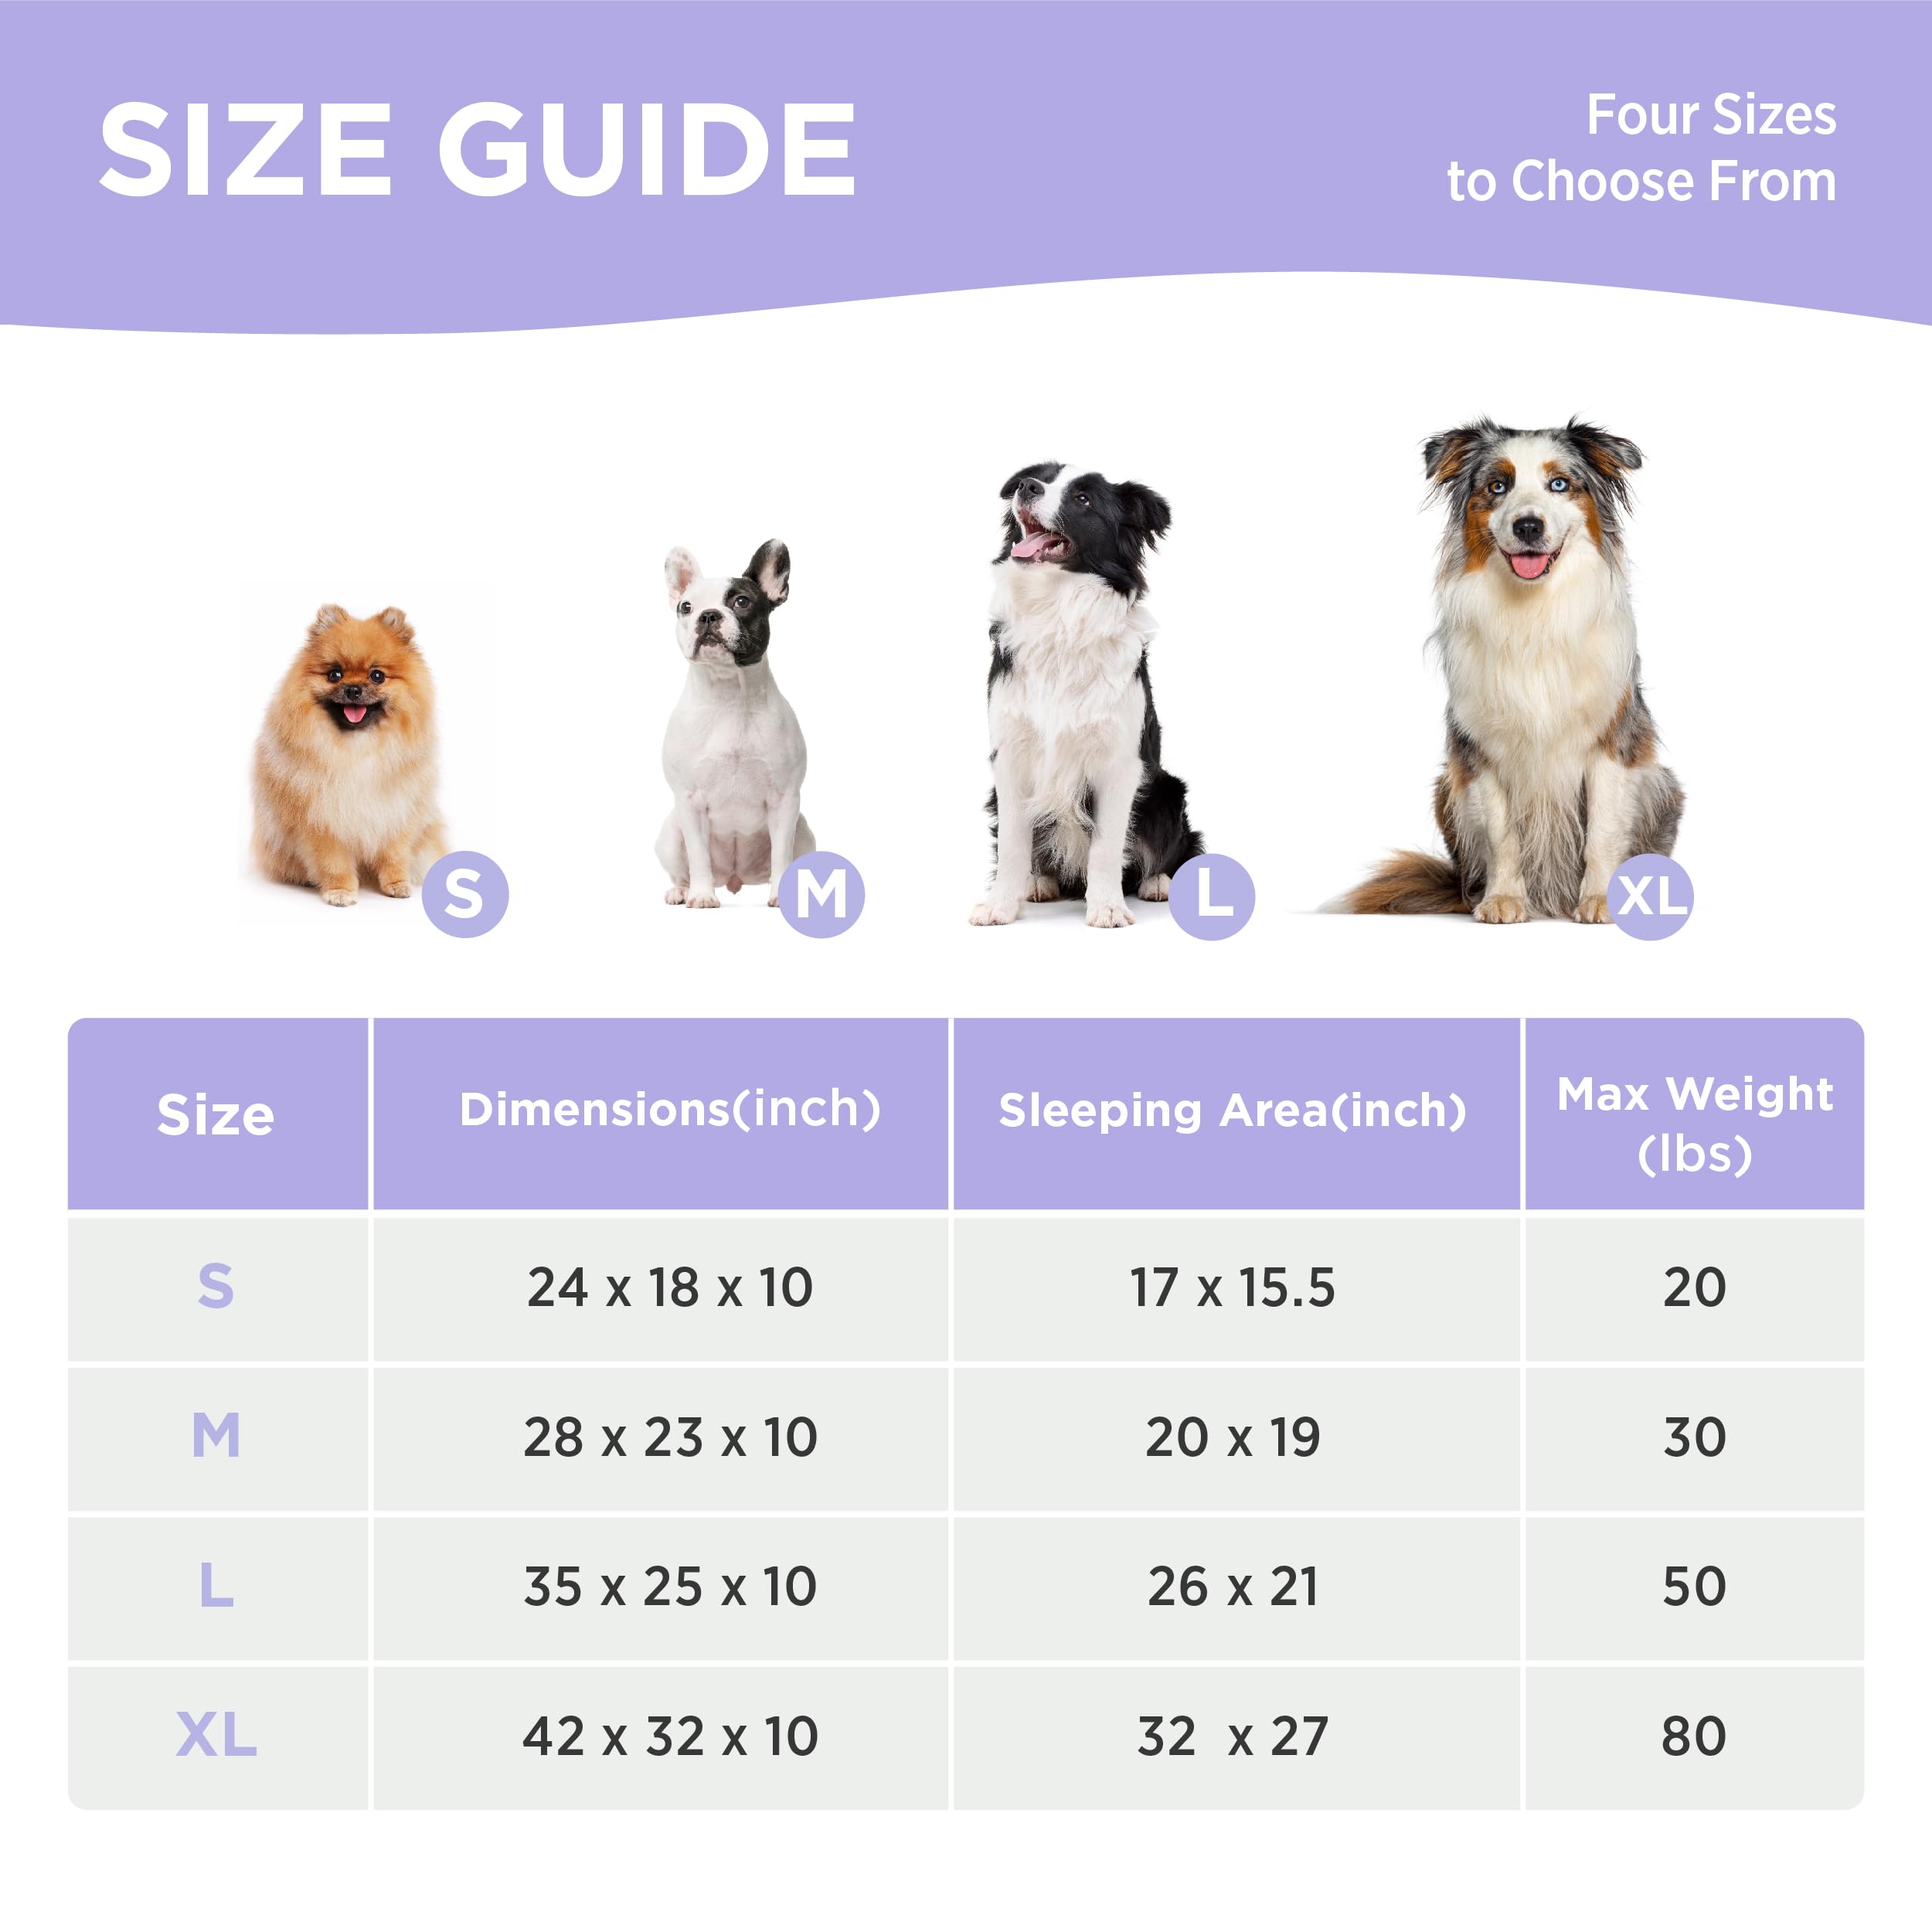 SIZE GUIDE
Four Sizes
to Choose From
S
M
L
XL
Size
Dimensions(inch)
Sleeping Area(inch)
Max Weight
(lbs)
S
24 x 18 x 10
17 x 15.5
20
M
28 x 23 x 10
20 x 19
30
L
35 x 25 x 10
26 x 21
50
XL
42 x 32 x 10
32 x 27
80